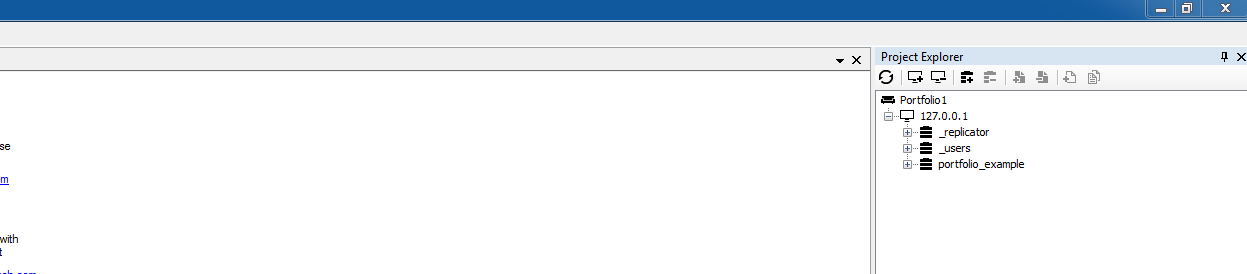 Project Explorer
Portfolio1
127.0.0.1
_replicator
_users
portfolio_example
se
m
with
t